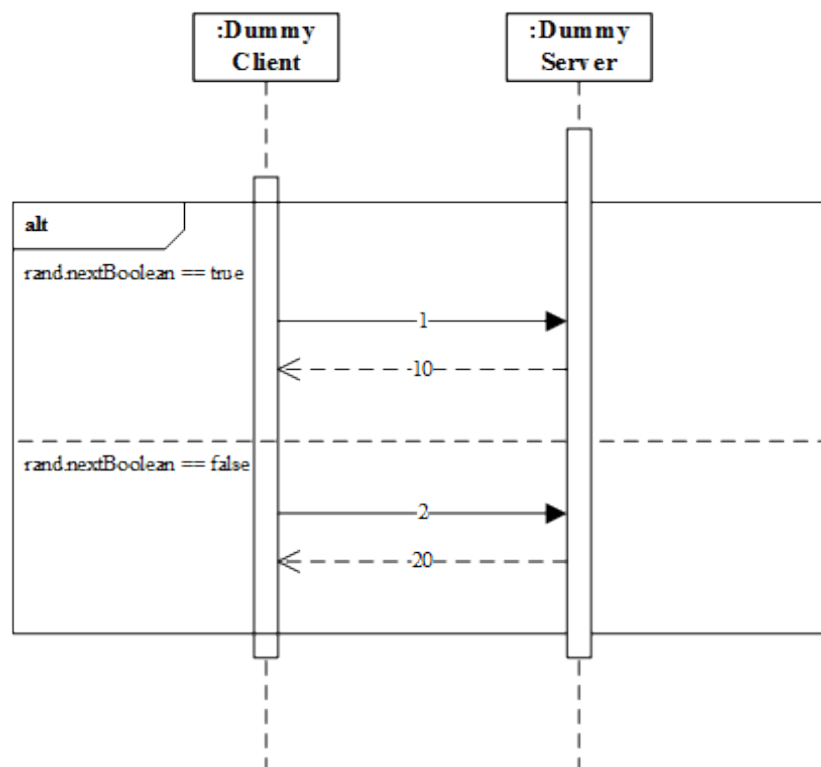 :Dummy
Client
:Dummy
Server
alt
rand.nextBoolean == true
1
10
rand.nextBoolean == false
2
20